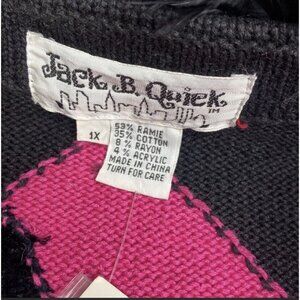 Jack B. Quick
TM
1X
53% RAMIE
35% COTTON
8% RAYON
4% ACRYLIC
MADE IN CHINA
TURN FOR CARE